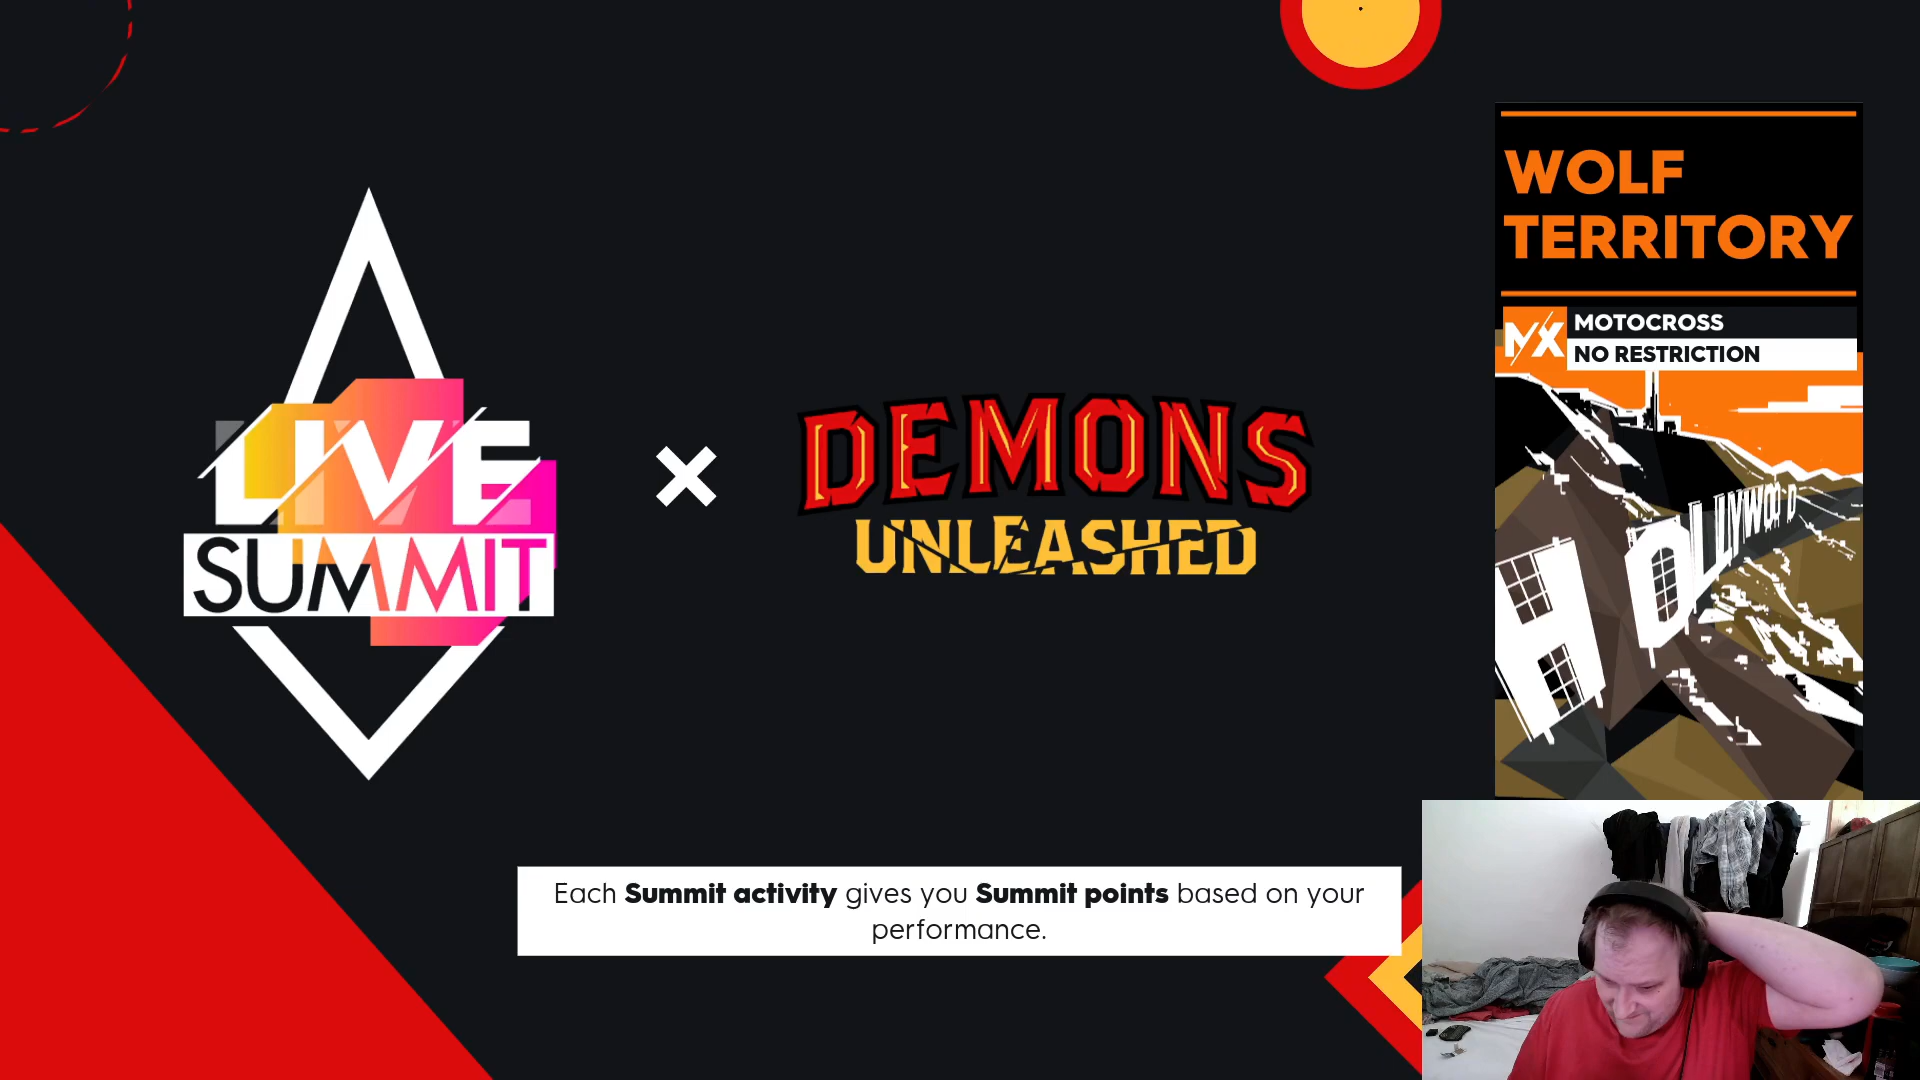 LIVE
SUMMIT
DEMONS
UNLEASHED
WOLF
TERRITORY
MX
MOTOCROSS
NO RESTRICTION
HOLLYWOOD
Each Summit activity gives you Summit points based on your
performance.